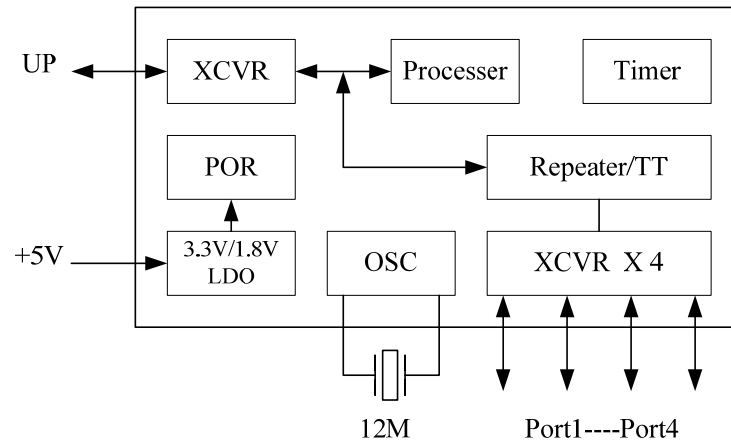 UP
XCVR
Processer
Timer
POR
Repeater/TT
+5V
3.3V/1.8V
LDO
OSC
XCVR X 4
12M
Port1----Port4